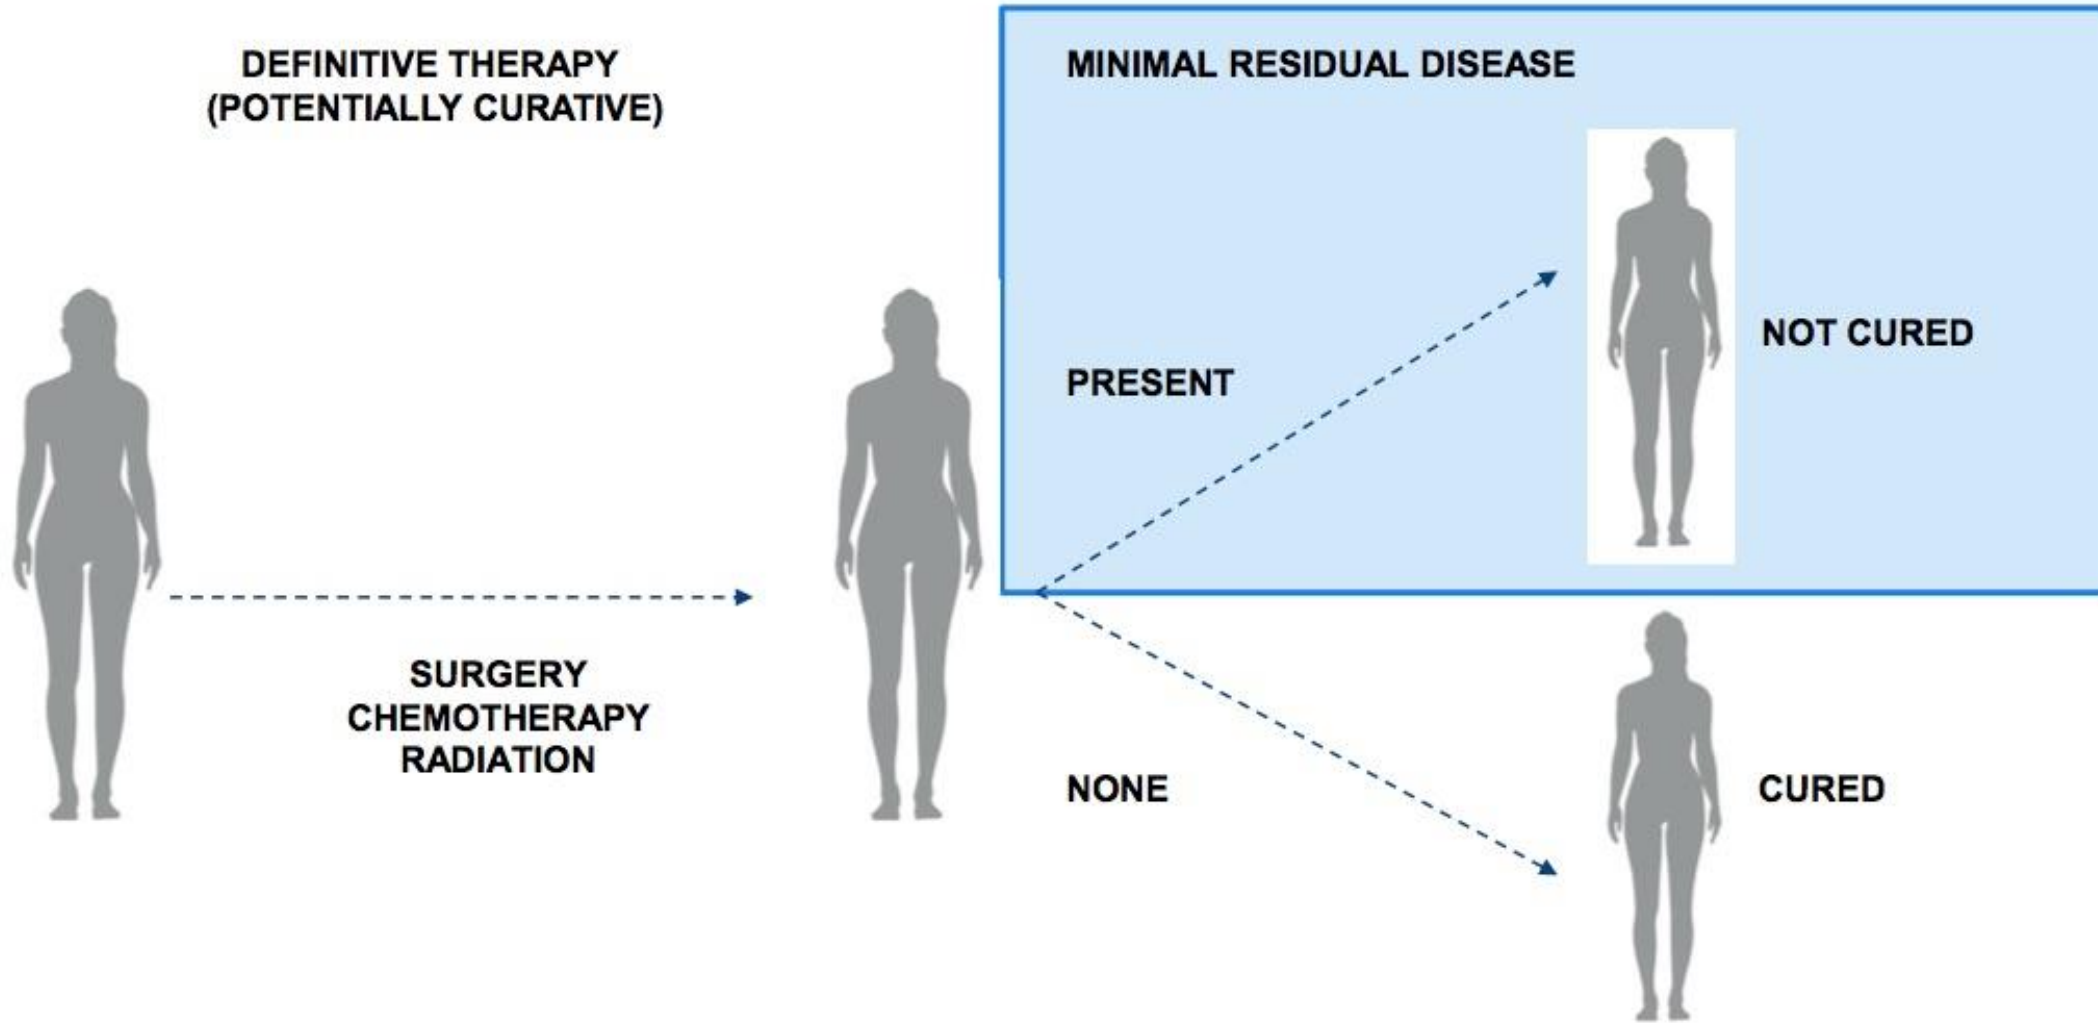 DEFINITIVE THERAPY
(POTENTIALLY CURATIVE)
MINIMAL RESIDUAL DISEASE
NOT CURED
PRESENT
SURGERY
CHEMOTHERAPY
RADIATION
NONE
CURED